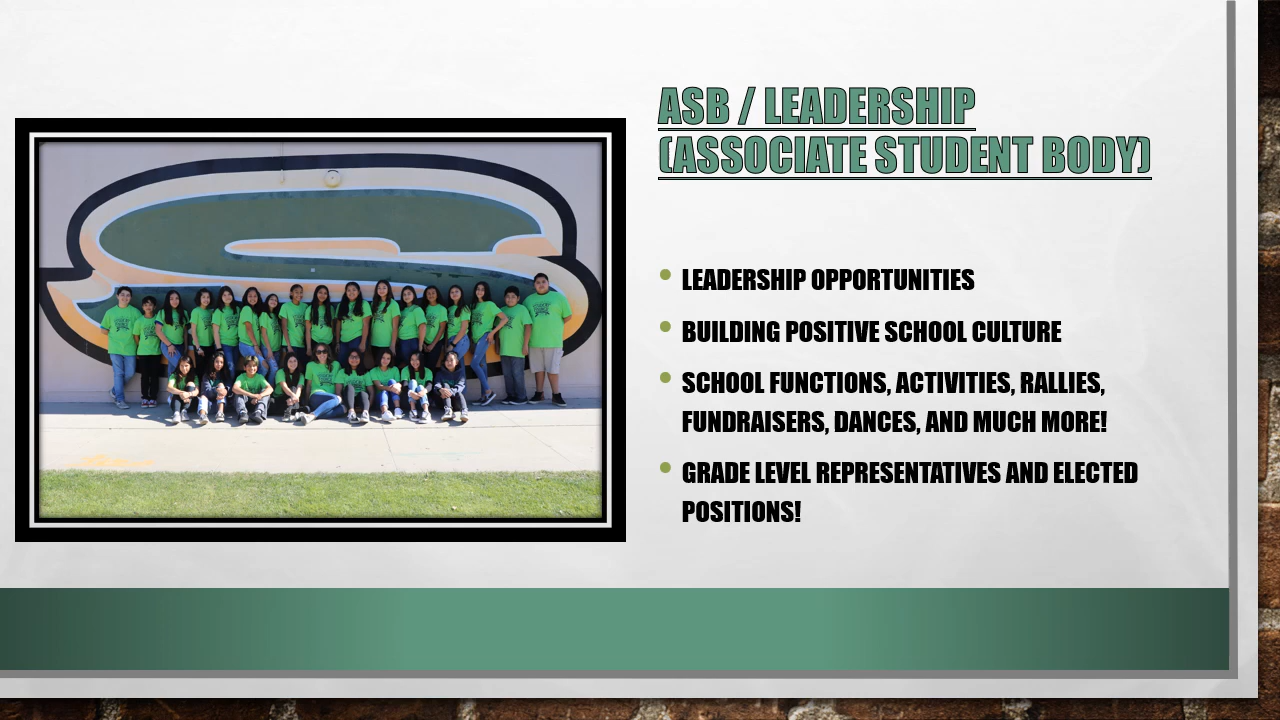 ASB / LEADERSHIP
(ASSOCIATE STUDENT BODY)
• LEADERSHIP OPPORTUNITIES
• BUILDING POSITIVE SCHOOL CULTURE
• SCHOOL FUNCTIONS, ACTIVITIES, RALLIES,
FUNDRAISERS, DANCES, AND MUCH MORE!
• GRADE LEVEL REPRESENTATIVES AND ELECTED
POSITIONS!